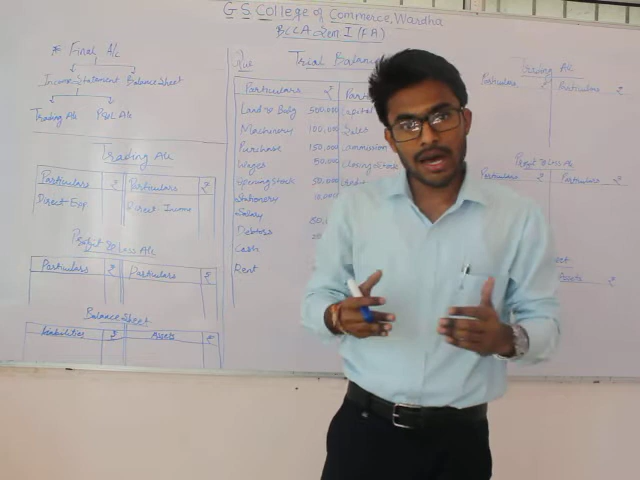 G S College of Commerce, Wardha
BCCA Sem I (FA)
* Final A/c
Income Statement Balance Sheet
Trading A/c P&L A/c
Trading A/c
Particulars ₹ Particulars ₹
Direct Exp. Direct Income
Profit & Loss A/c
Particulars ₹ Particulars ₹
Balance Sheet
Liabilities ₹ Assets ₹
Trial Balan
Particulars ₹ Parti
Land & Bldg 500,000 Capital
Machinery 100,000 Sales
Purchase 150,000 Commission
Wages 50,000 Closing Stock
Opening Stock 50,000
Stationery
Salary
Debtors
Cash
Rent
Trading A/c
Particulars ₹ Particulars ₹
Profit & Loss A/c
Particulars ₹ Particulars ₹
Assets ₹